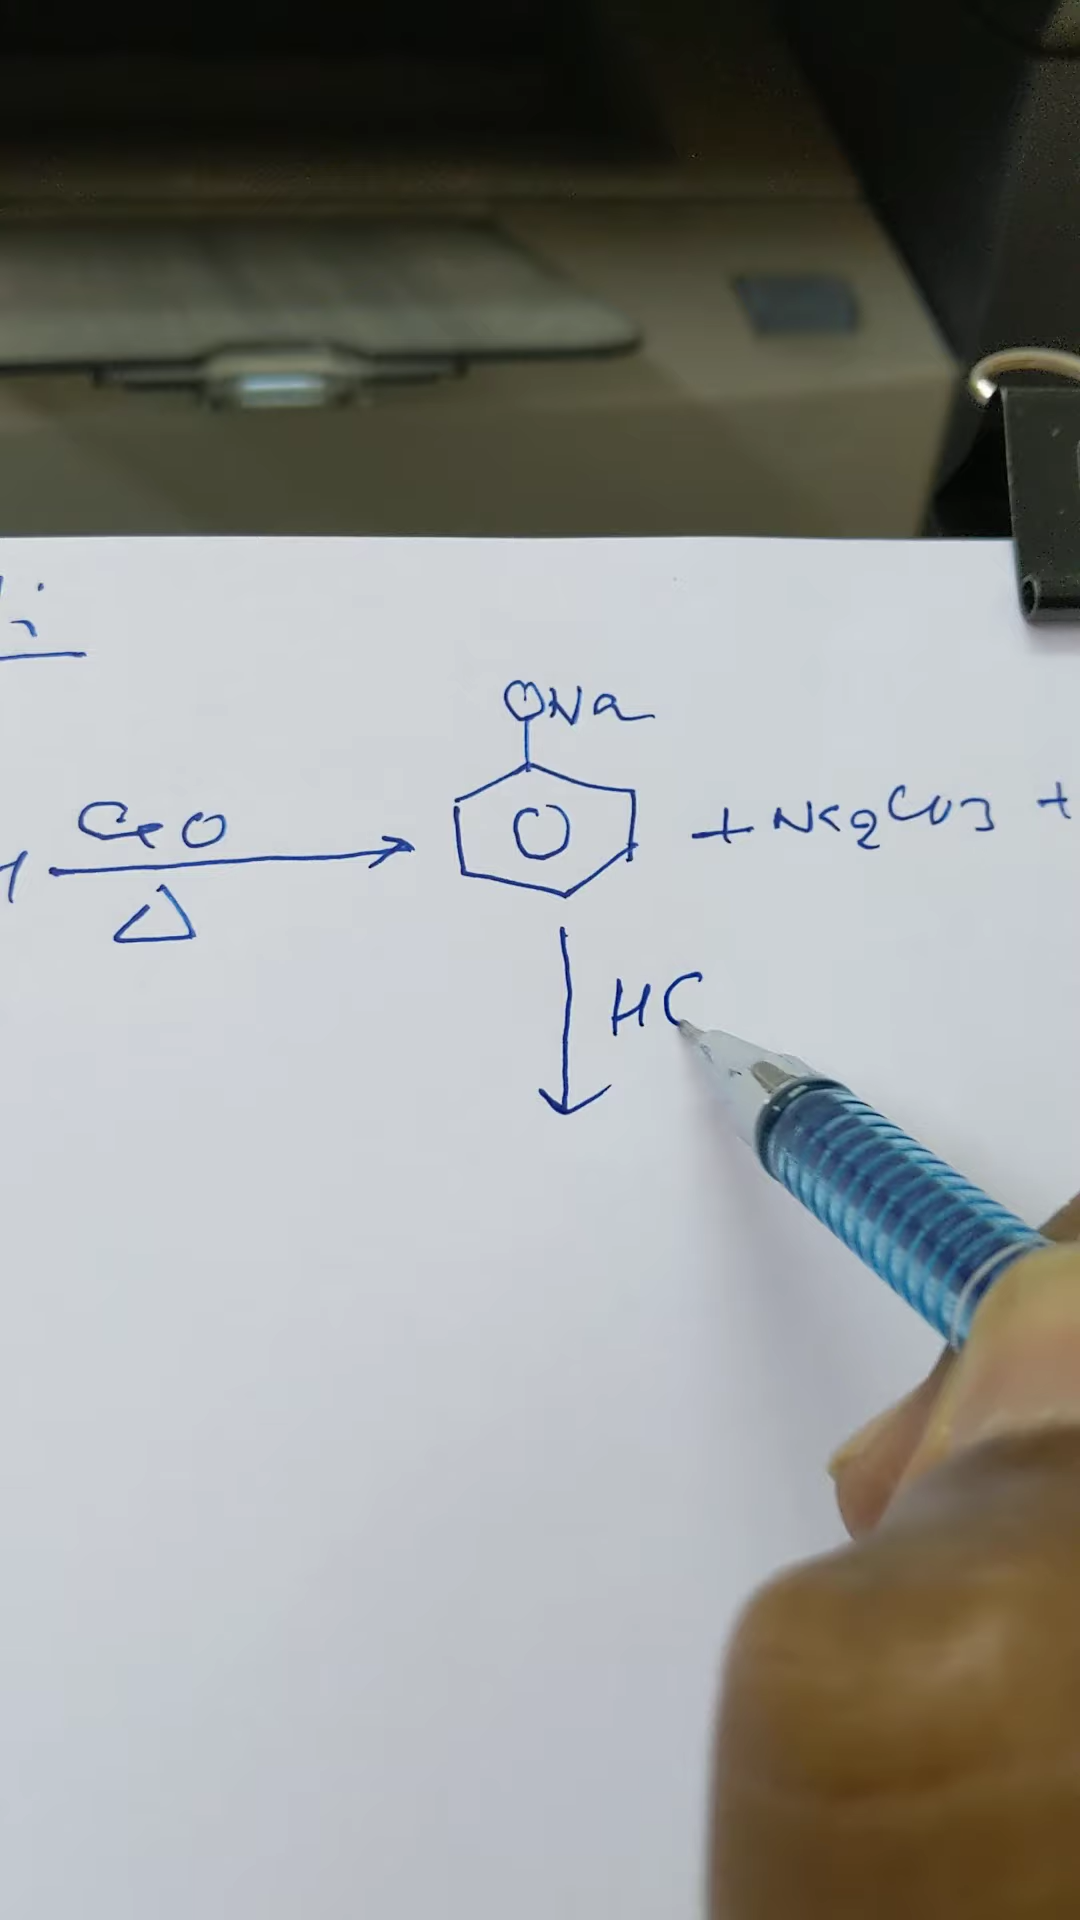 ONa
CaO
+ Na2CO3 +
Δ
HC